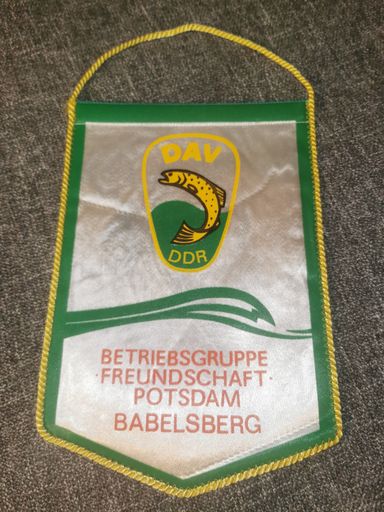 DAV
DDR
BETRIEBSGRUPPE
·FREUNDSCHAFT·
POTSDAM
BABELSBERG